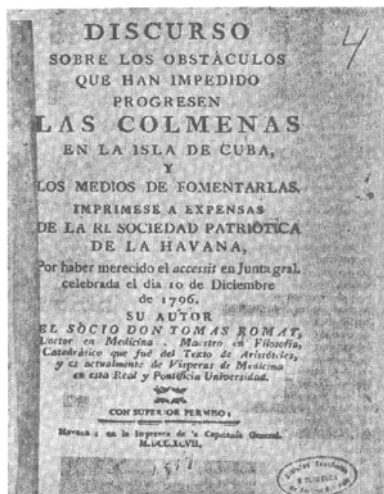 DISCURSO
4
SOBRE LOS OBSTÁCULOS
QUE HAN IMPEDIDO
PROGRESEN
LAS COLMENAS
EN LA ISLA DE CUBA,
Y
LOS MEDIOS DE FOMENTARLAS.
IMPRIMESE A EXPENSAS
DE LA RL SOCIEDAD PATRIÓTICA
DE LA HAVANA,
Por haber merecido el accessit en Junta gral.
celebrada el dia 10 de Diciembre
de 1796.
SU AUTOR
EL SOCIO DON TOMAS ROMAY,
Doctor en Medicina, Maestro en Filosofia,
Catedrático que fué del Texto de Aristóteles,
y es actualmente de Vísperas de Medicina
en esta Real y Pontificia Universidad.
CON SUPERIOR PERMISO:
Havana: en la Imprenta de la Capitanía General.
M.DCC.XCVII.